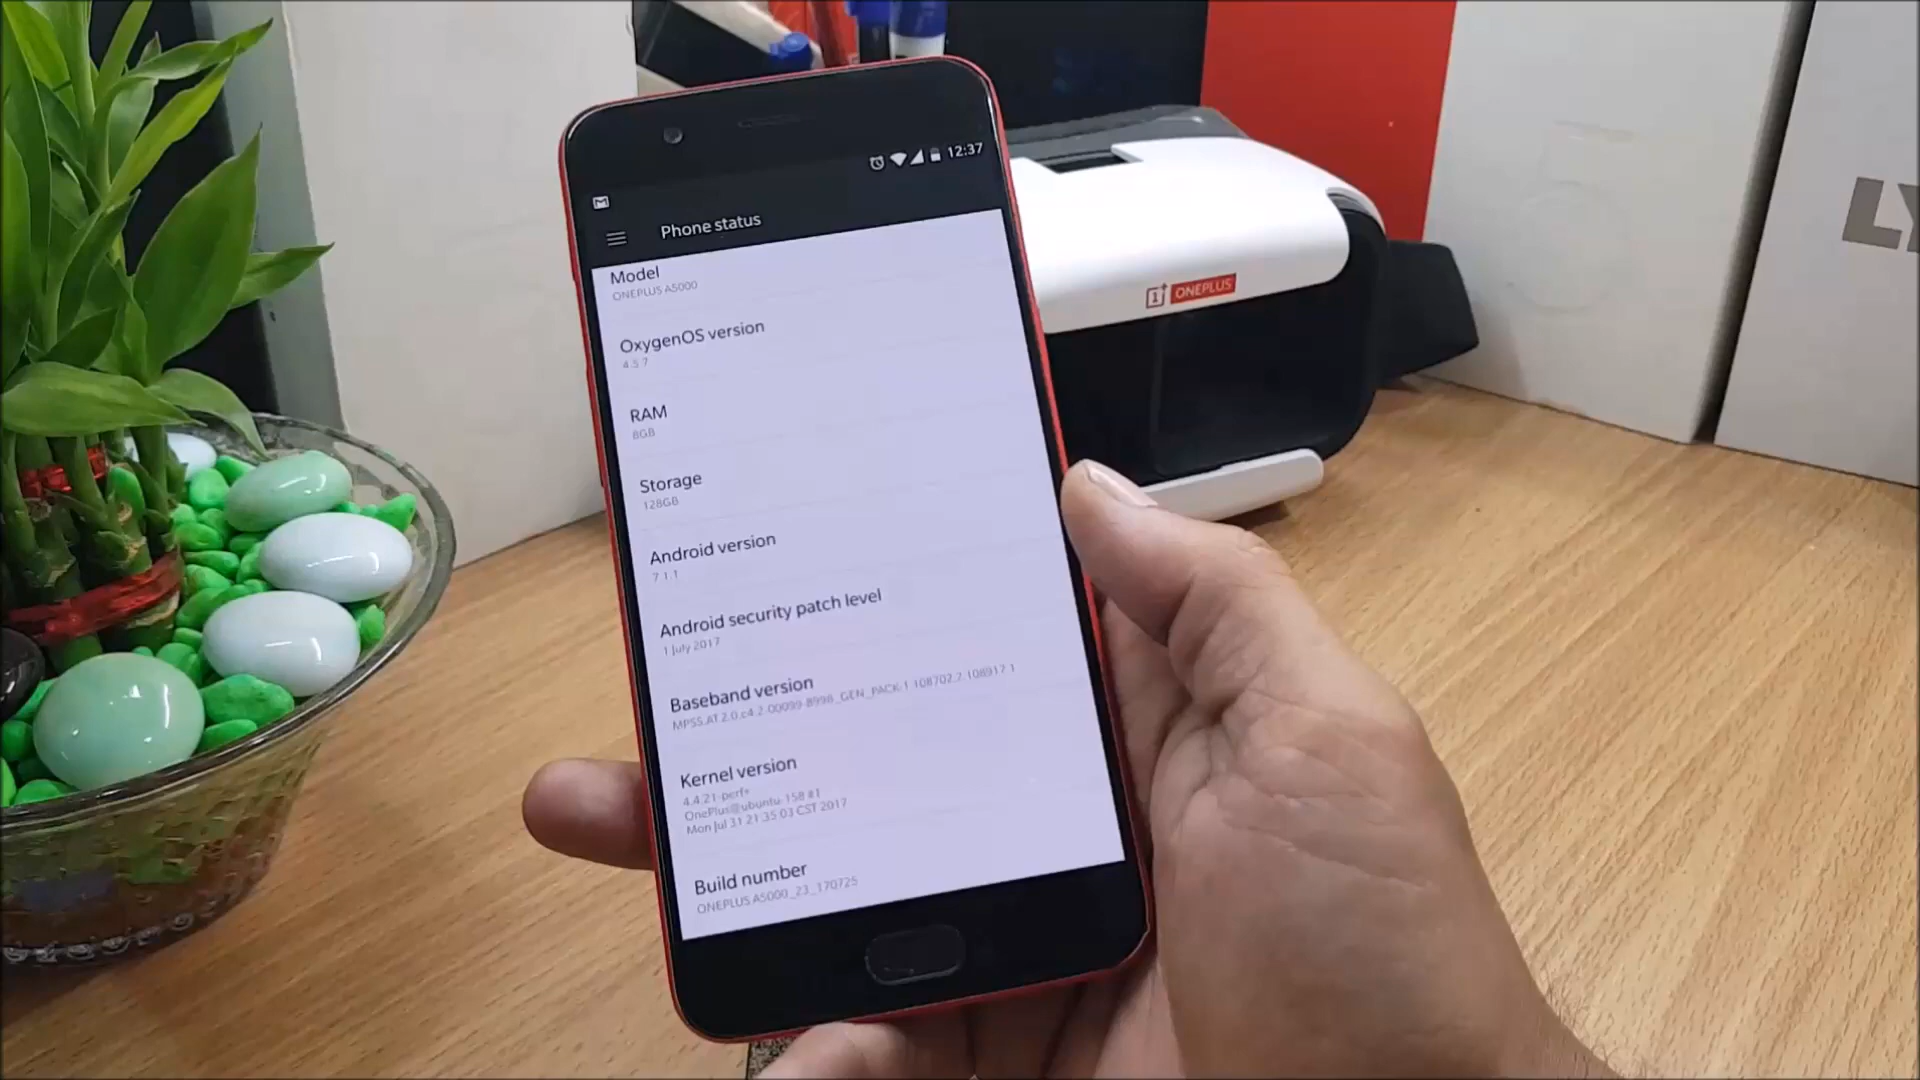 12:37
Phone status
Model
ONEPLUS A5000
OxygenOS version
4.5.7
RAM
8GB
Storage
128GB
Android version
7.1.1
Android security patch level
1 July 2017
Baseband version
MPSS.AT.2.0.c4.2-00099-8998_GEN_PACK-1.108702.2.108917.1
Kernel version
4.4.21-perf+
OnePlus@ubuntu-158 #1
Mon Jul 31 21:35:03 CST 2017
Build number
ONEPLUS A5000_23_170725
1+ ONEPLUS
LY